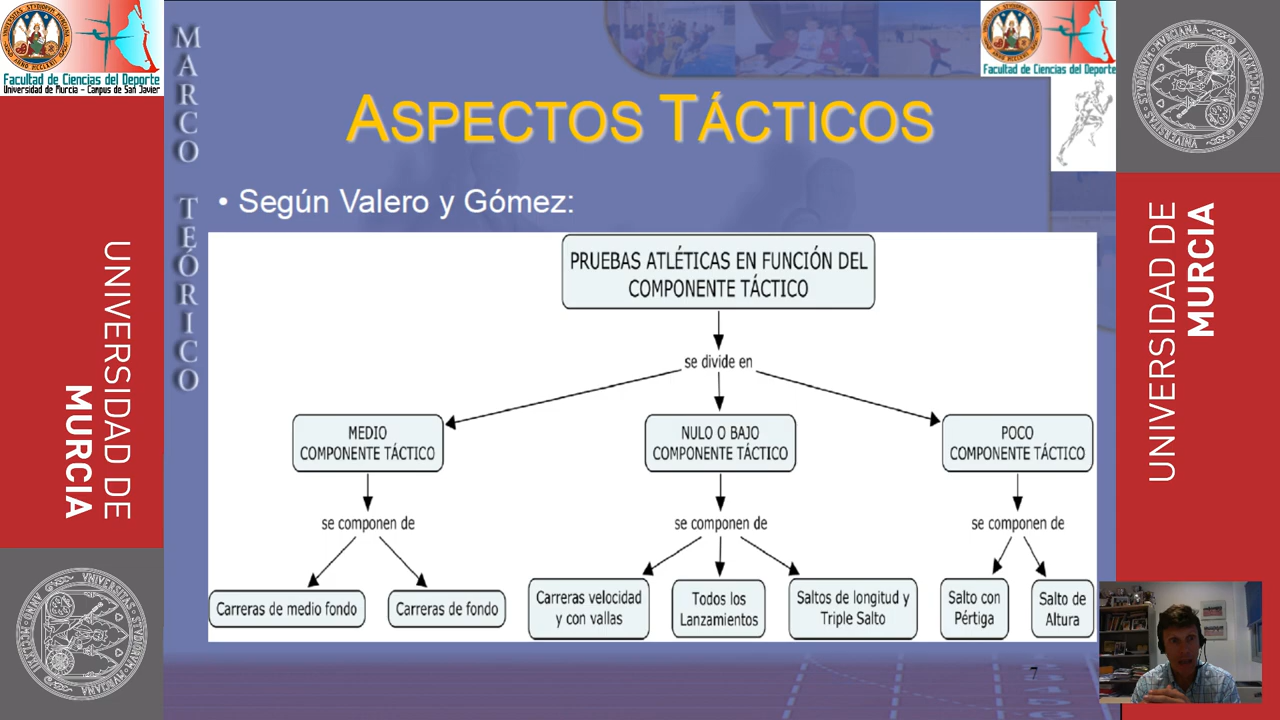 Facultad de Ciencias del Deporte
Universidad de Murcia - Campus de San Javier
UNIVERSIDAD DE
MURCIA
MARCO TEÓRICO
ASPECTOS TÁCTICOS
• Según Valero y Gómez:
PRUEBAS ATLÉTICAS EN FUNCIÓN DEL
COMPONENTE TÁCTICO
se divide en
MEDIO
COMPONENTE TÁCTICO
NULO O BAJO
COMPONENTE TÁCTICO
POCO
COMPONENTE TÁCTICO
se componen de
se componen de
se componen de
Carreras de medio fondo
Carreras de fondo
Carreras velocidad
y con vallas
Todos los
Lanzamientos
Saltos de longitud y
Triple Salto
Salto con
Pértiga
Salto de
Altura
7
Facultad de Ciencias del Deporte
UNIVERSIDAD DE
MURCIA